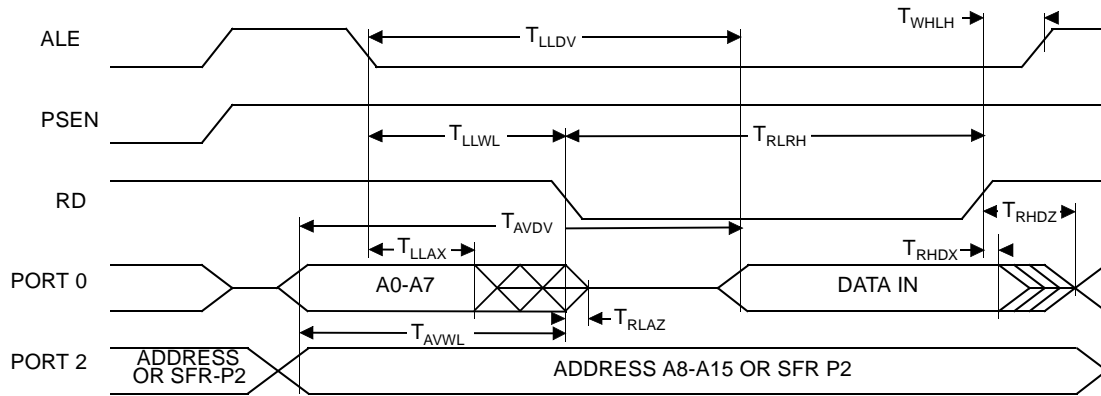 T_WHLH
ALE
T_LLDV
PSEN
T_LLWL
T_RLRH
RD
T_AVDV
T_RHDZ
T_LLAX
T_RHDX
PORT 0
A0-A7
DATA IN
T_RLAZ
T_AVWL
PORT 2
ADDRESS
OR SFR-P2
ADDRESS A8-A15 OR SFR P2